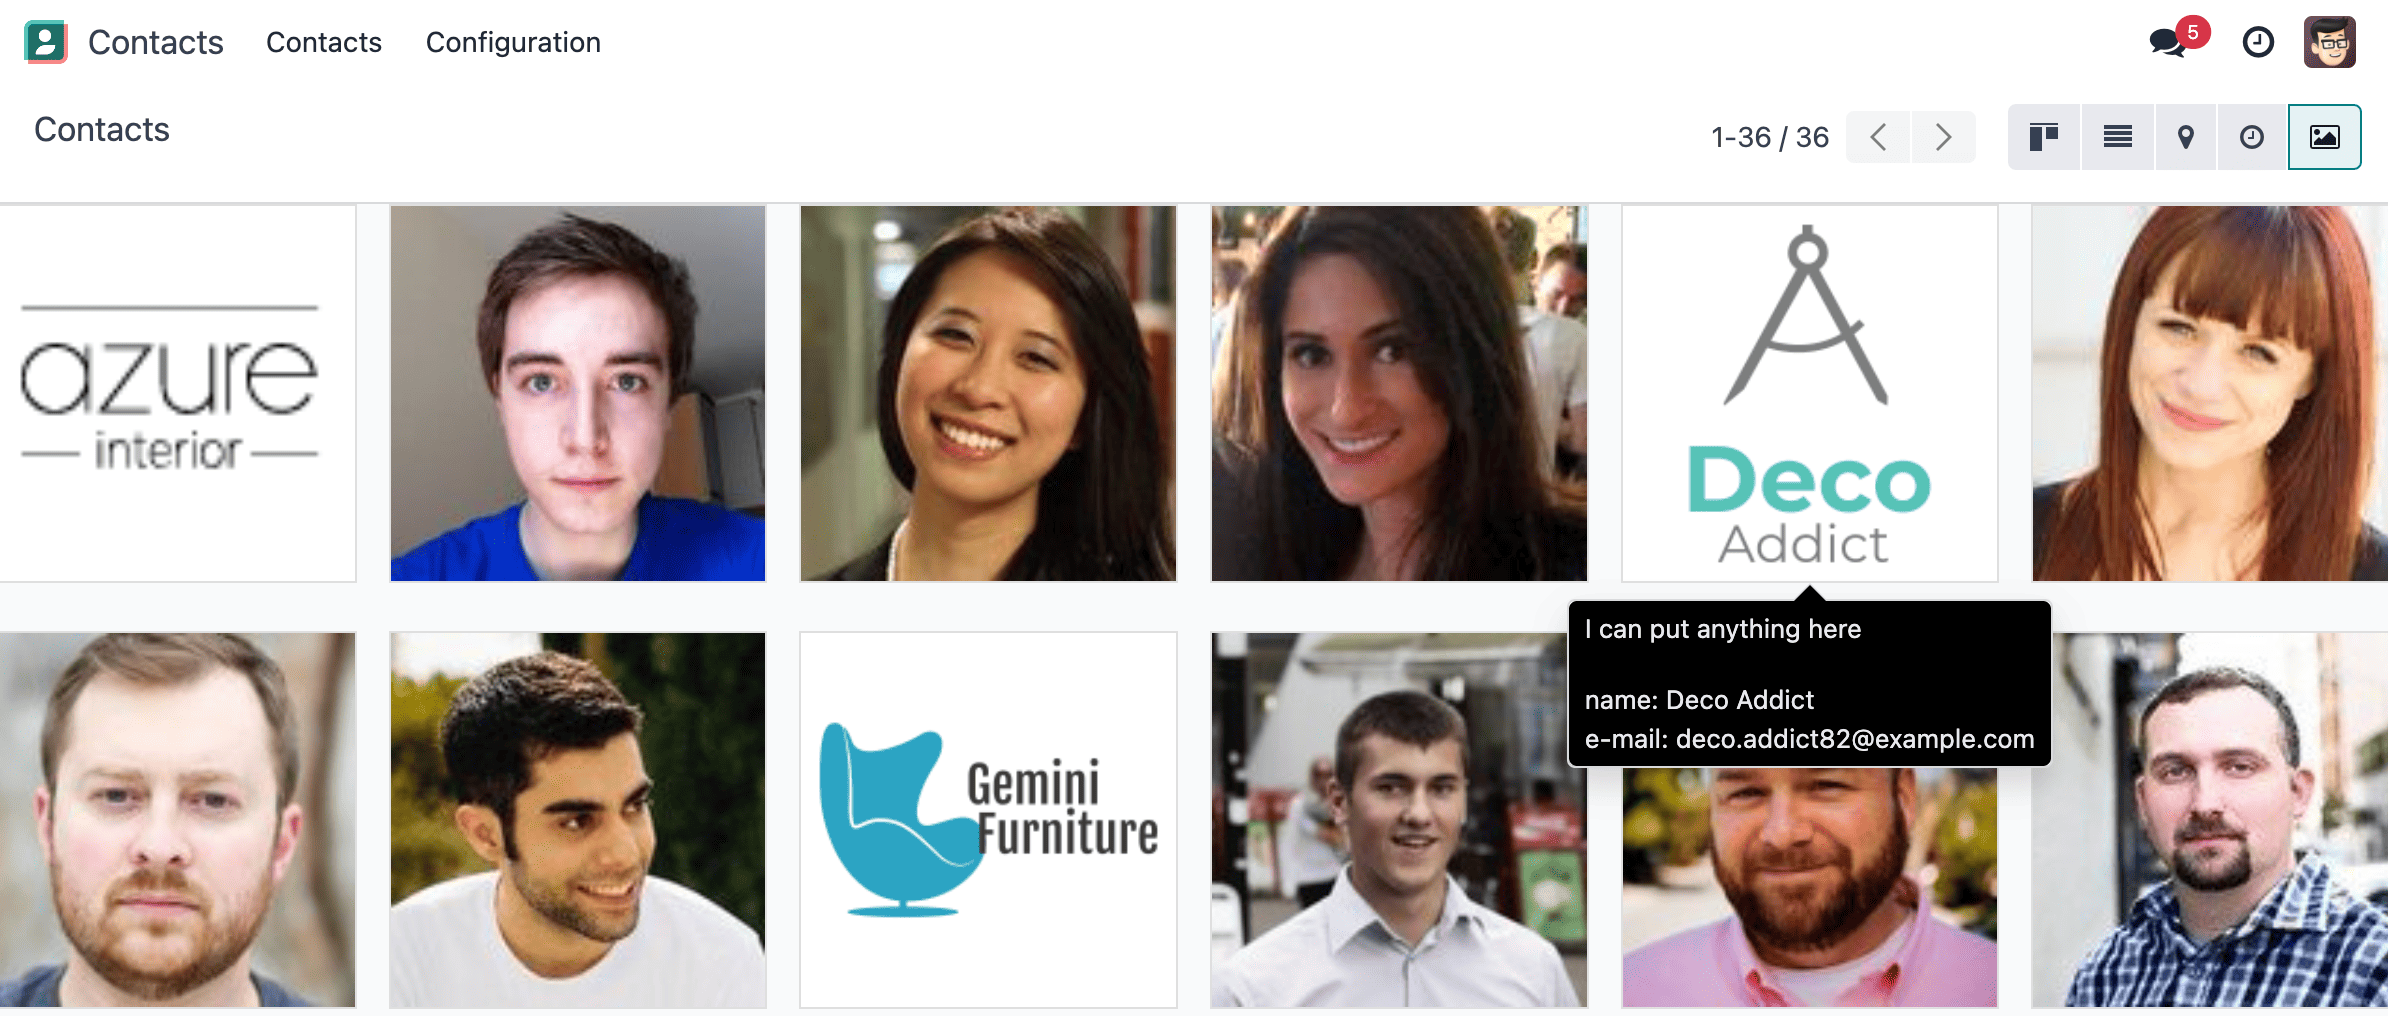 Contacts Contacts Configuration 5
Contacts 1-36 / 36
azure
interior
Deco
Addict
I can put anything here
name: Deco Addict
e-mail: deco.addict82@example.com
Gemini
Furniture